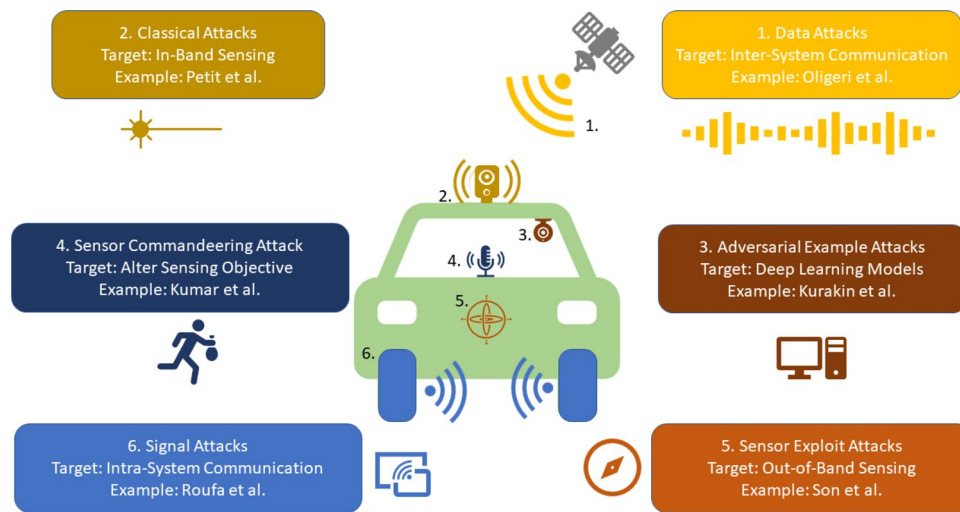 2. Classical Attacks
Target: In-Band Sensing
Example: Petit et al.
1. Data Attacks
Target: Inter-System Communication
Example: Oligeri et al.
1.
2.
3.
4.
5.
6.
4. Sensor Commandeering Attack
Target: Alter Sensing Objective
Example: Kumar et al.
3. Adversarial Example Attacks
Target: Deep Learning Models
Example: Kurakin et al.
6. Signal Attacks
Target: Intra-System Communication
Example: Roufa et al.
5. Sensor Exploit Attacks
Target: Out-of-Band Sensing
Example: Son et al.